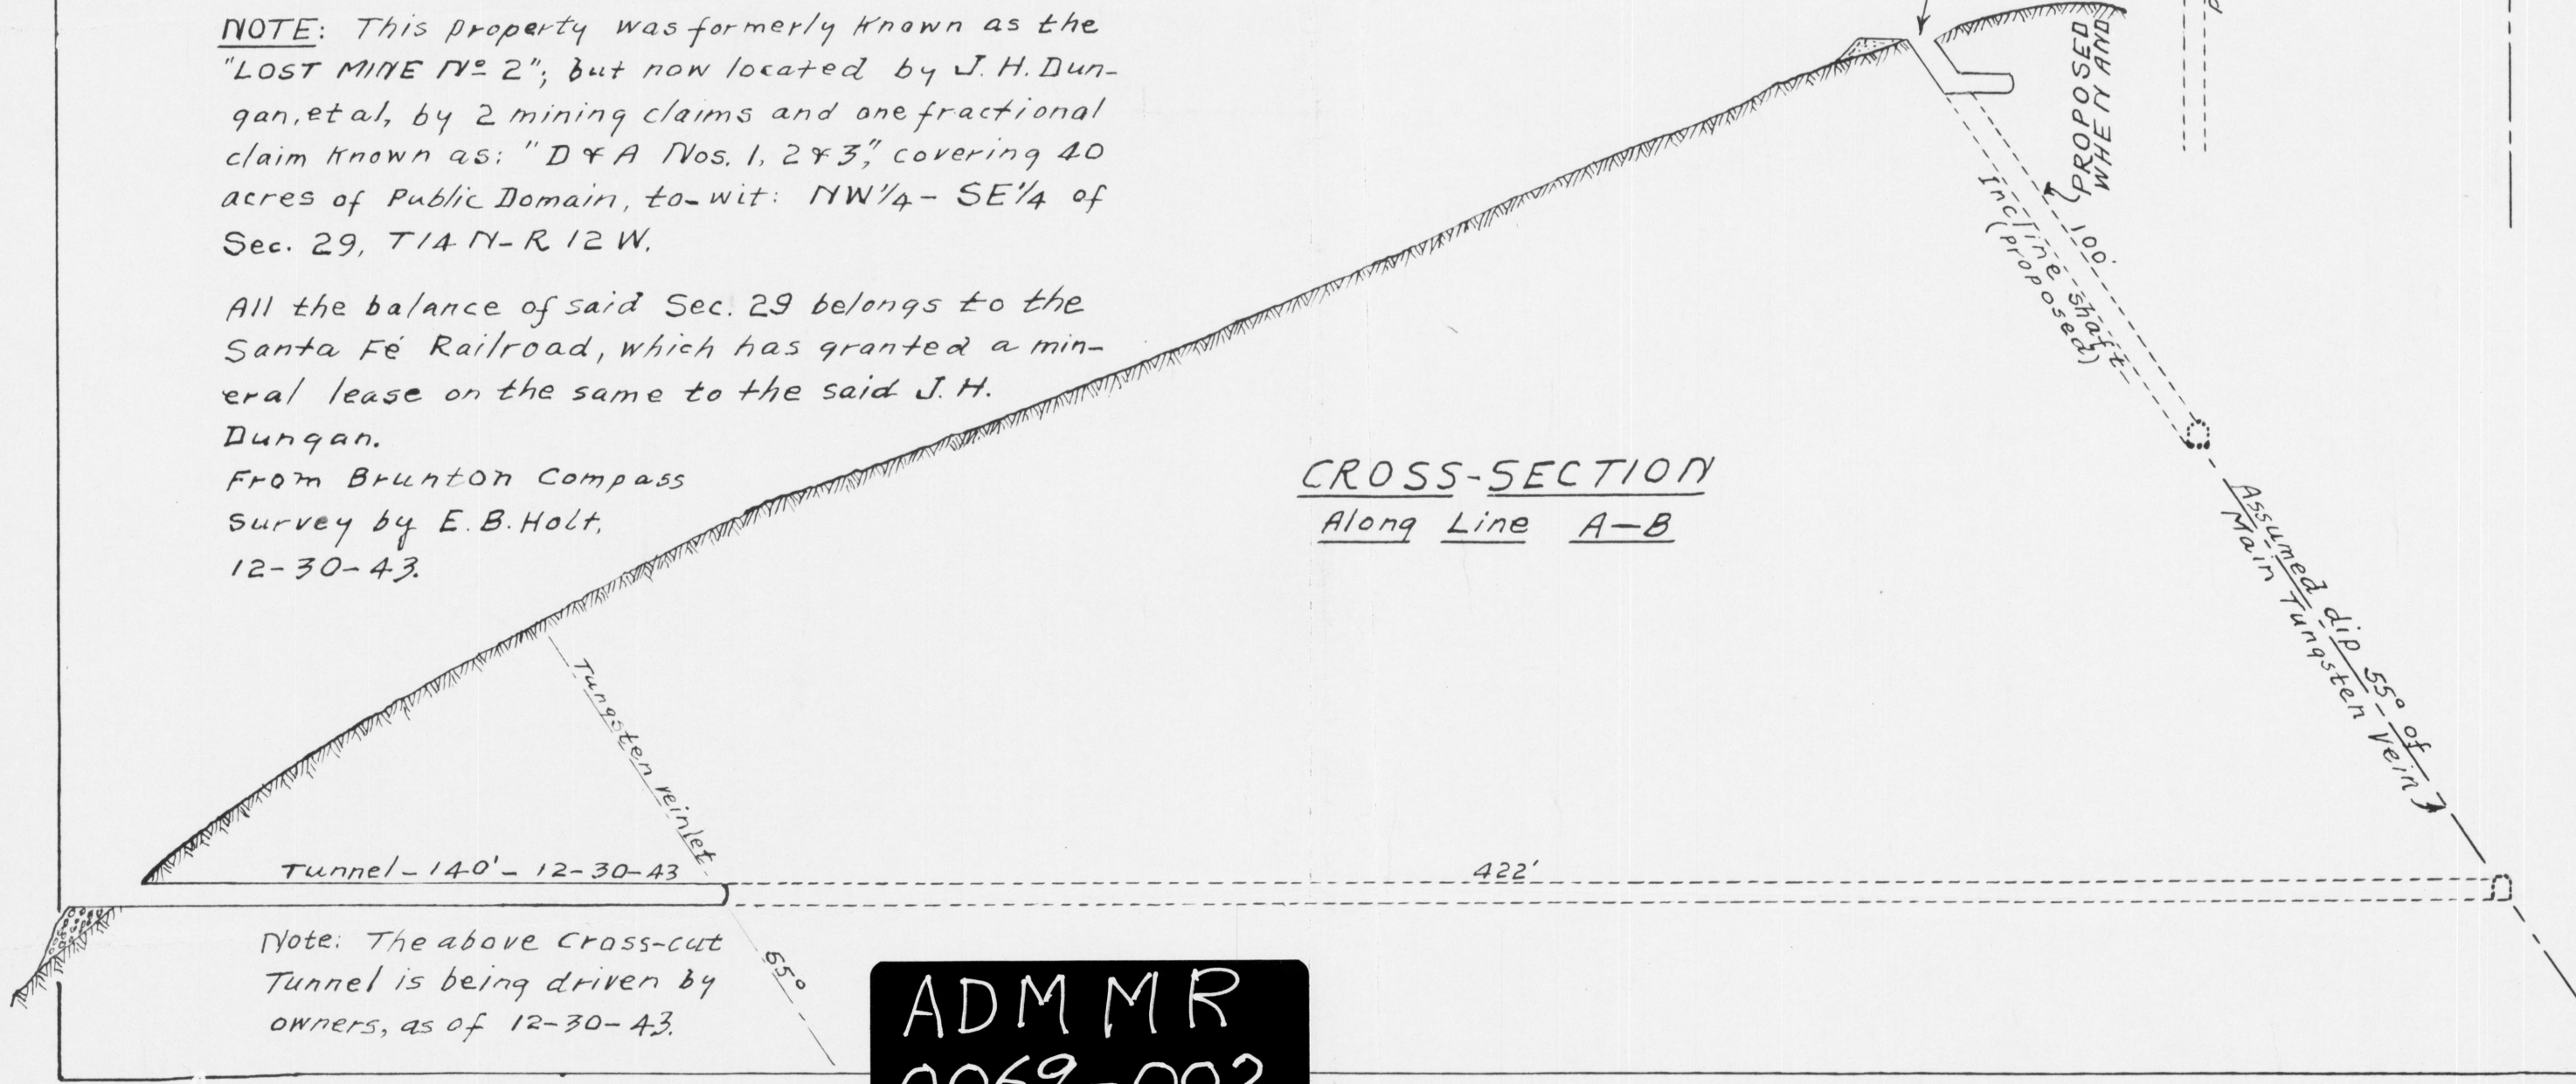 NOTE: This Property was formerly Known as the
"LOST MINE Nº 2"; but now located by J. H. Dun-
gan, et al, by 2 mining claims and one fractional
claim Known as: "D & A Nos. 1, 2 & 3", covering 40
acres of Public Domain, to-wit: NW 1/4 - SE 1/4 of
Sec. 29, T14 N- R 12 W.
All the balance of said Sec. 29 belongs to the
Santa Fé Railroad, which has granted a min-
eral lease on the same to the said J. H.
Dungan.
From Brunton Compass
Survey by E. B. Holt,
12-30-43.
PROPOSED
WHEN AND
100'
Incline shaft
(proposed)
CROSS-SECTION
Along Line A-B
Assumed dip 55° of
Main Tungsten Vein
Tungsten veinlet
Tunnel - 140' - 12-30-43
422'
Note: The above Cross-cut
Tunnel is being driven by
owners, as of 12-30-43.
55°
ADMMR